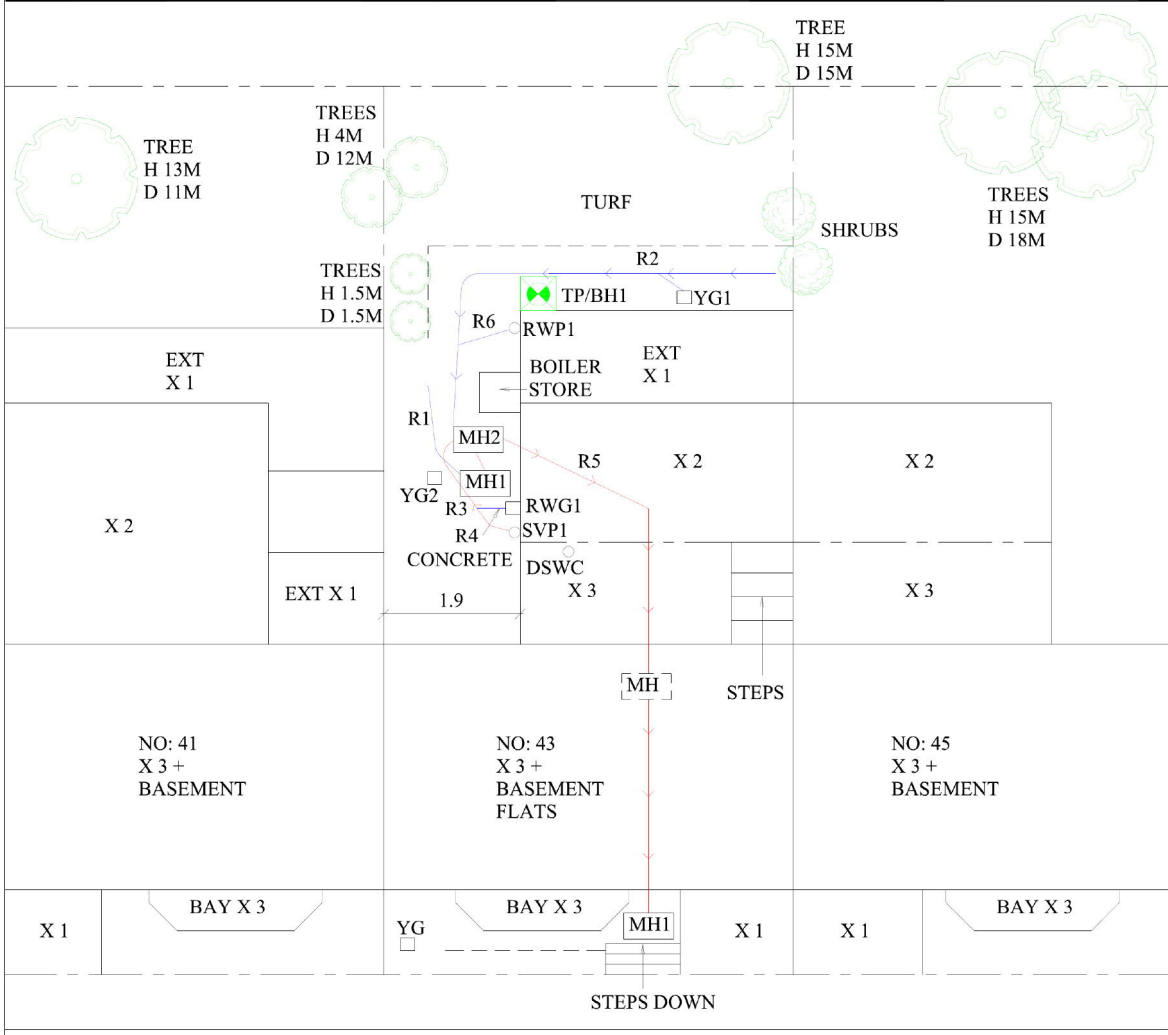 TREE
H 15M
D 15M
TREES
H 4M
D 12M
TREE
H 13M
D 11M
TURF
TREES
H 15M
D 18M
SHRUBS
R2
TREES
H 1.5M
D 1.5M
TP/BH1
YG1
R6
RWP1
EXT
X 1
BOILER
STORE
EXT
X 1
R1
MH2
R5
X 2
X 2
MH1
YG2
R3
RWG1
X 2
R4
SVP1
CONCRETE
DSWC
EXT X 1
1.9
X 3
X 3
MH
STEPS
NO: 41
X 3 +
BASEMENT
NO: 43
X 3 +
BASEMENT
FLATS
NO: 45
X 3 +
BASEMENT
BAY X 3
BAY X 3
BAY X 3
X 1
YG
MH1
X 1
X 1
STEPS DOWN